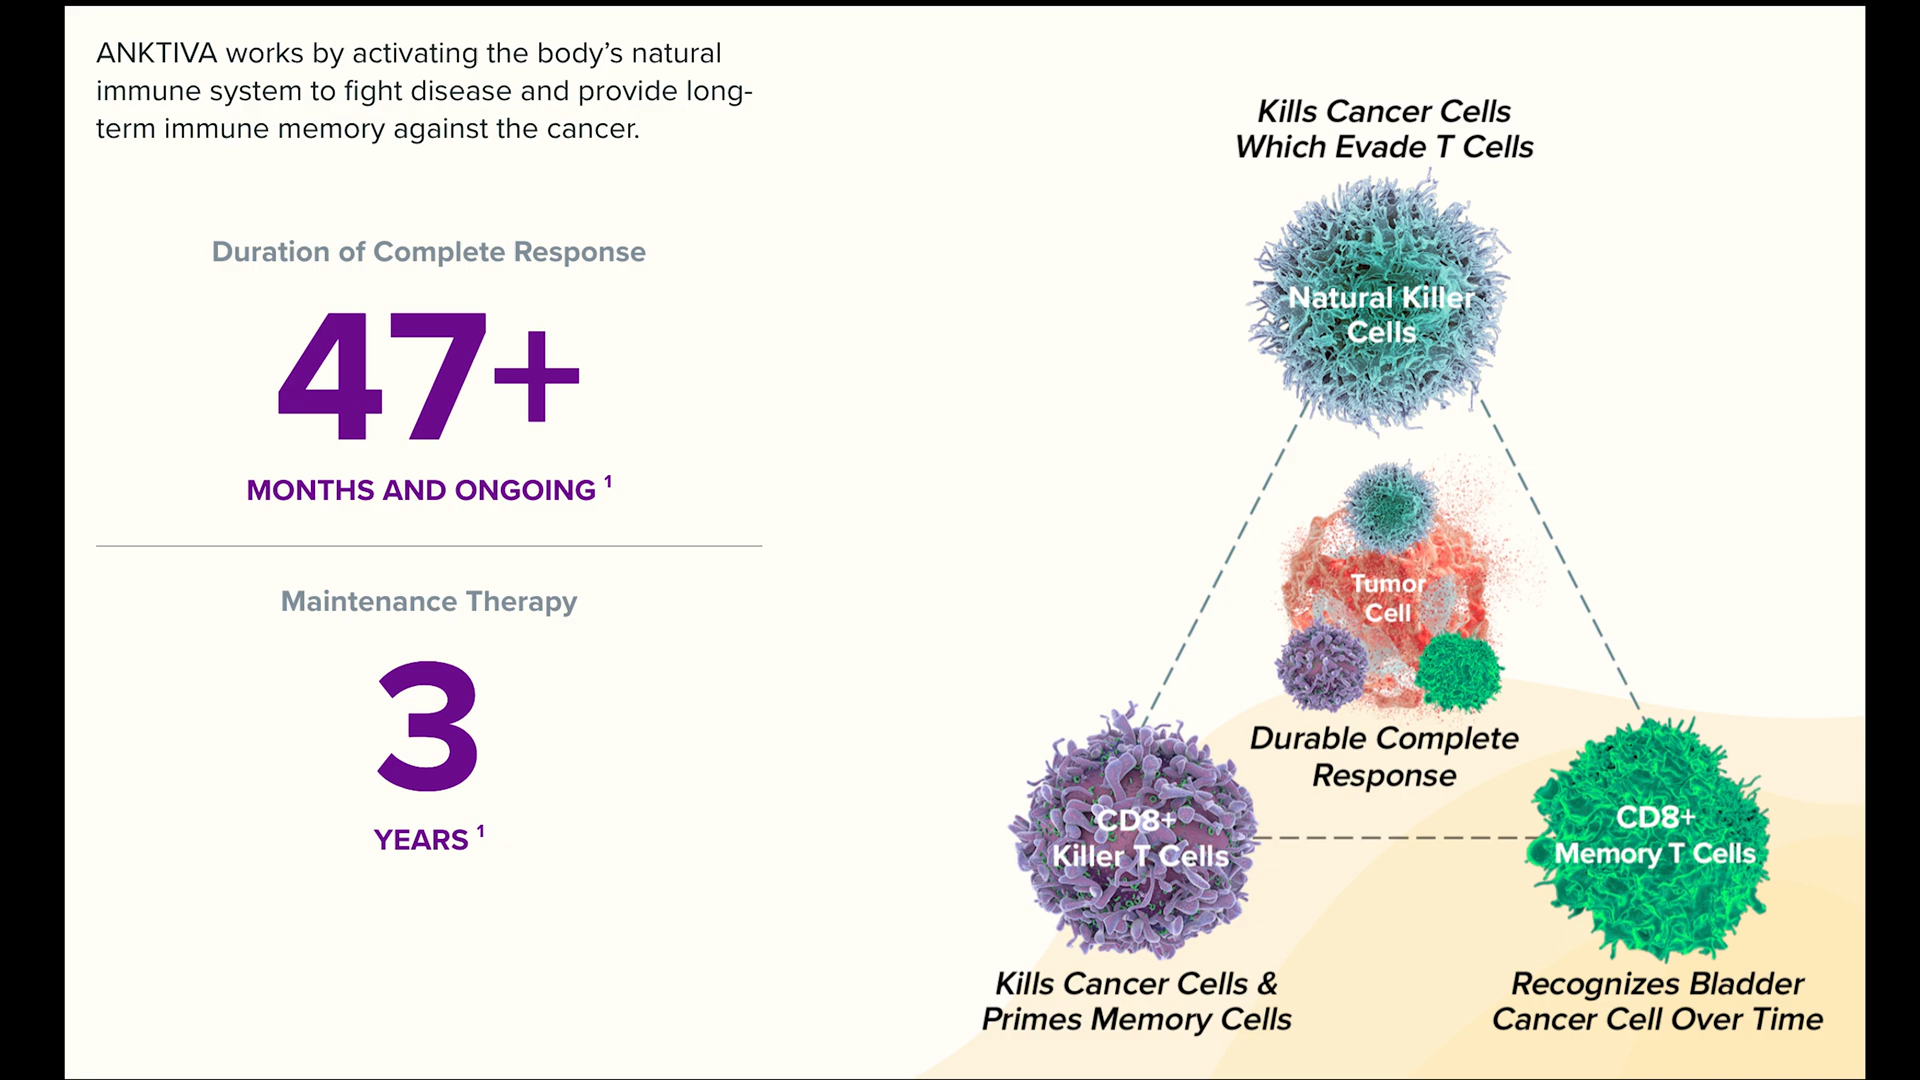 ANKTIVA works by activating the body’s natural
immune system to fight disease and provide long-
term immune memory against the cancer.
Duration of Complete Response
47+
MONTHS AND ONGOING 1
Maintenance Therapy
3
YEARS 1
Kills Cancer Cells
Which Evade T Cells
Natural Killer
Cells
Tumor
Cell
Durable Complete
Response
CD8+
Killer T Cells
Kills Cancer Cells &
Primes Memory Cells
CD8+
Memory T Cells
Recognizes Bladder
Cancer Cell Over Time